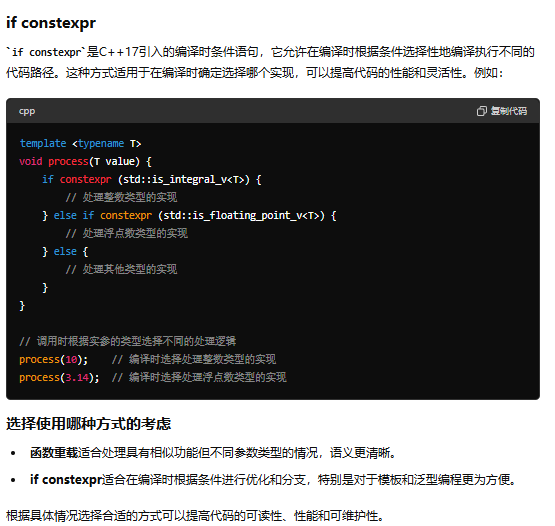 if constexpr
`if constexpr`是C++17引入的编译时条件语句，它允许在编译时根据条件选择性地编译执行不同的
代码路径。这种方式适用于在编译时确定选择哪个实现，可以提高代码的性能和灵活性。例如：
cpp 复制代码
template <typename T>
void process(T value) {
    if constexpr (std::is_integral_v<T>) {
        // 处理整数类型的实现
    } else if constexpr (std::is_floating_point_v<T>) {
        // 处理浮点数类型的实现
    } else {
        // 处理其他类型的实现
    }
}
// 调用时根据实参的类型选择不同的处理逻辑
process(10);    // 编译时选择处理整数类型的实现
process(3.14);  // 编译时选择处理浮点数类型的实现
选择使用哪种方式的考虑
• 函数重载适合处理具有相似功能但不同参数类型的情况，语义更清晰。
• if constexpr适合在编译时根据条件进行优化和分支，特别是对于模板和泛型编程更为方便。
根据具体情况选择合适的方式可以提高代码的可读性、性能和可维护性。